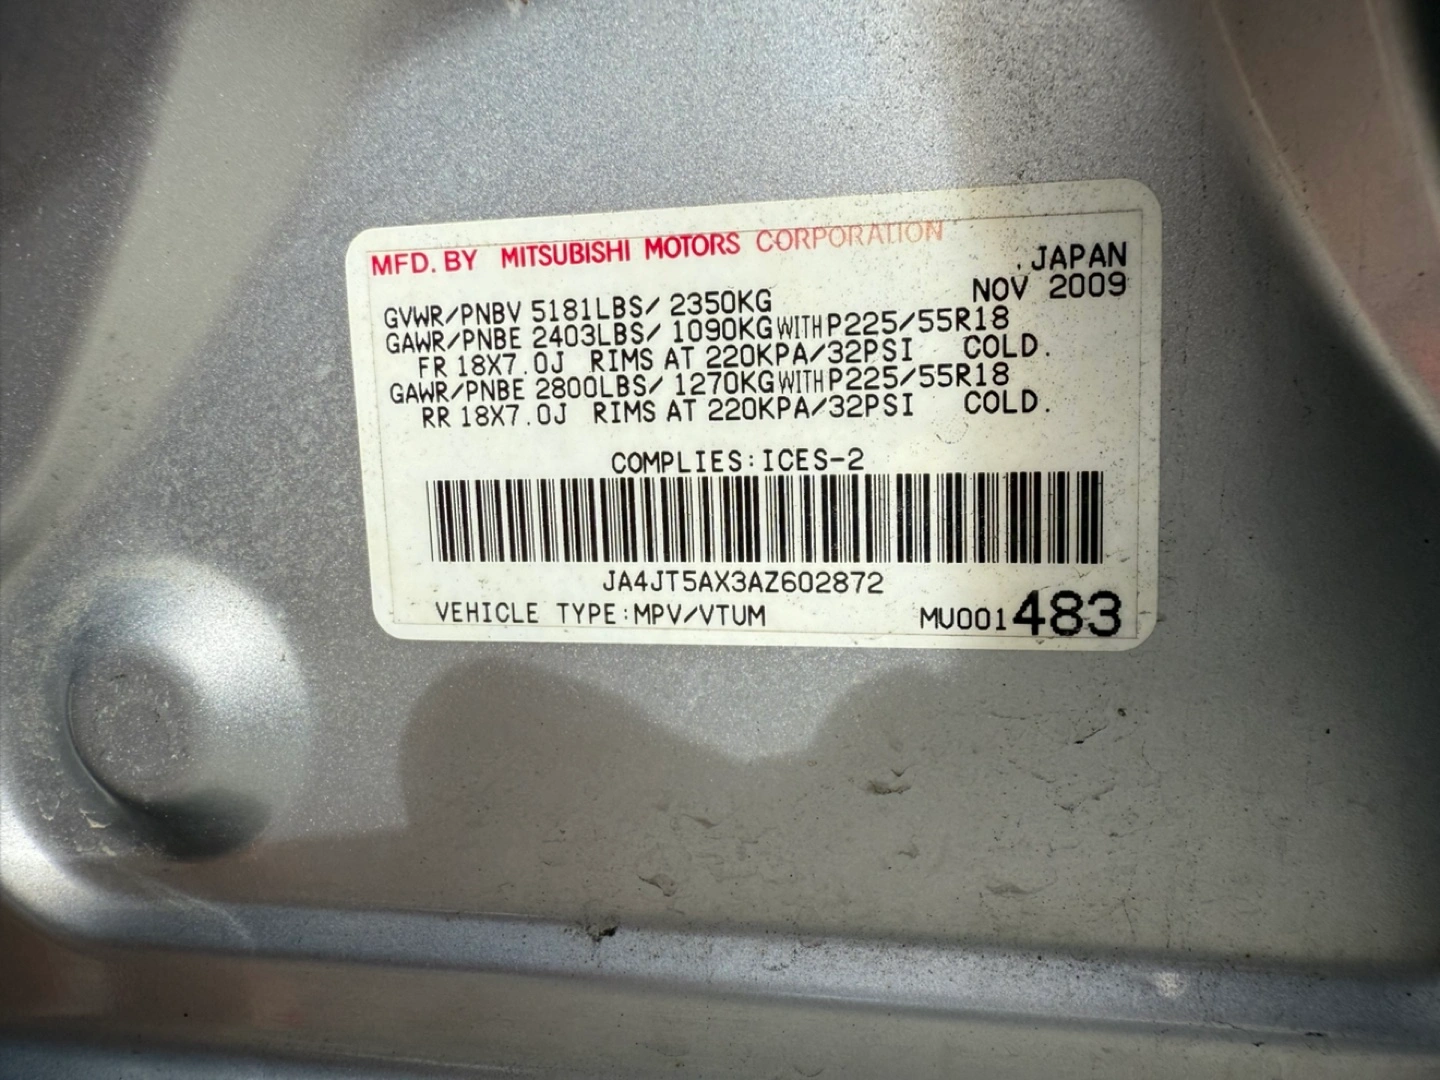 MFD. BY MITSUBISHI MOTORS CORPORATION
, JAPAN
NOV 2009
GVWR/PNBV 5181LBS/ 2350KG
GAWR/PNBE 2403LBS/ 1090KG WITH P225/55R18
FR 18X7.0J RIMS AT 220KPA/32PSI COLD.
GAWR/PNBE 2800LBS/ 1270KG WITH P225/55R18
RR 18X7.0J RIMS AT 220KPA/32PSI COLD.
COMPLIES:ICES-2
JA4JT5AX3AZ602872
VEHICLE TYPE:MPV/VTUM MU001483